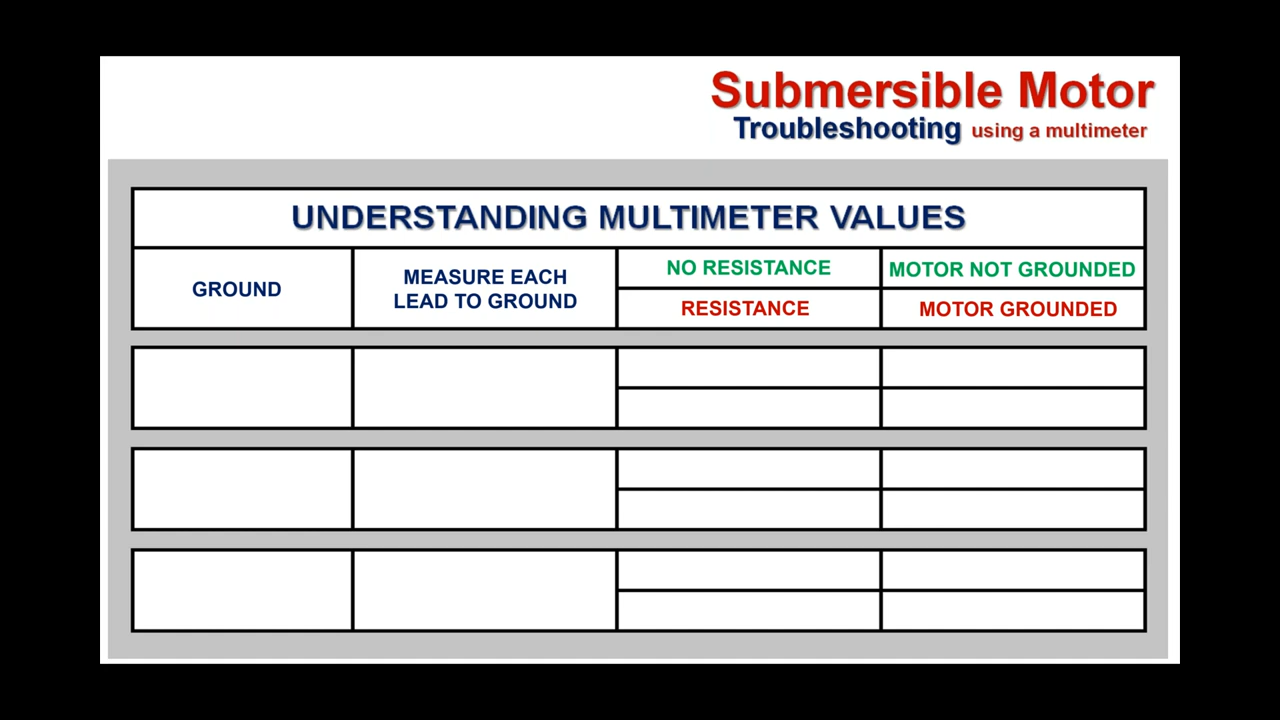 Submersible Motor
Troubleshooting using a multimeter
UNDERSTANDING MULTIMETER VALUES
GROUND
MEASURE EACH
LEAD TO GROUND
NO RESISTANCE
MOTOR NOT GROUNDED
RESISTANCE
MOTOR GROUNDED